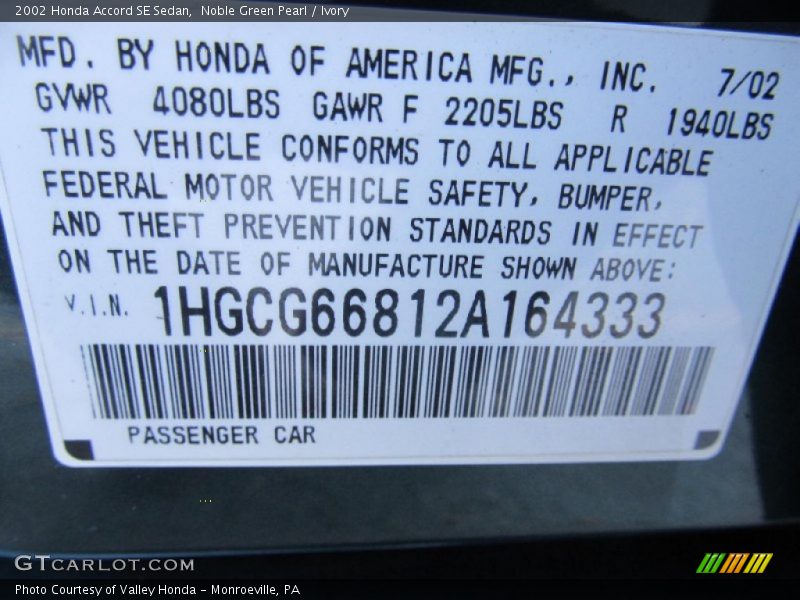 2002 Honda Accord SE Sedan, Noble Green Pearl / Ivory
MFD. BY HONDA OF AMERICA MFG., INC. 7/02
GVWR 4080LBS GAWR F 2205LBS R 1940LBS
THIS VEHICLE CONFORMS TO ALL APPLICABLE
FEDERAL MOTOR VEHICLE SAFETY, BUMPER,
AND THEFT PREVENTION STANDARDS IN EFFECT
ON THE DATE OF MANUFACTURE SHOWN ABOVE:
V.I.N. 1HGCG66812A164333
PASSENGER CAR
GTCARLOT.COM
Photo Courtesy of Valley Honda - Monroeville, PA